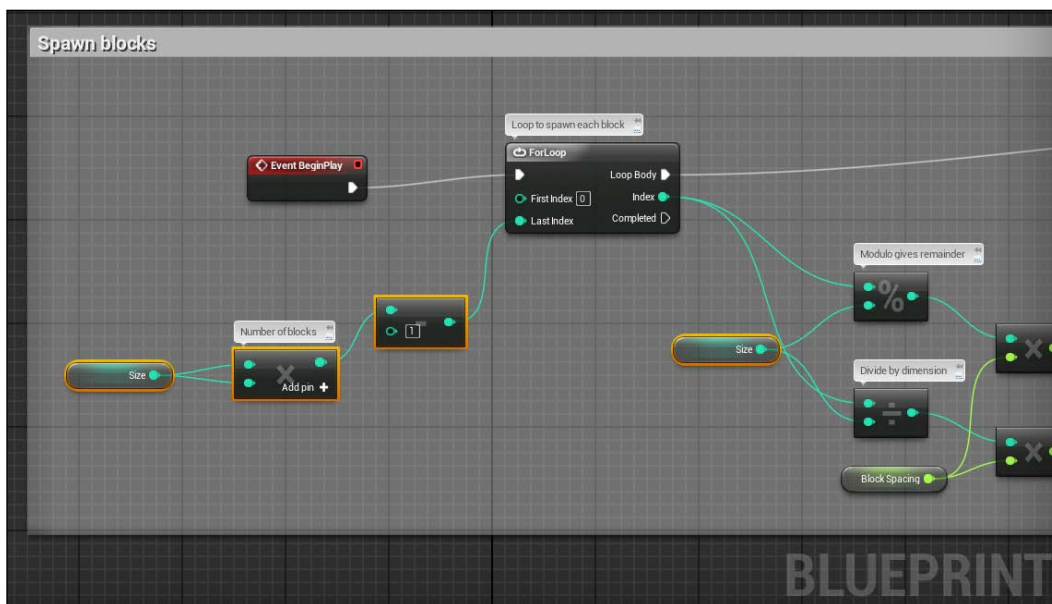 Spawn blocks
Loop to spawn each block
ForLoop
Event BeginPlay
Loop Body
First Index 0
Index
Last Index
Completed
Modulo gives remainder
%
Number of blocks
1
-
Size
×
Add pin +
Size
×
Divide by dimension
÷
×
Block Spacing
BLUEPRINT